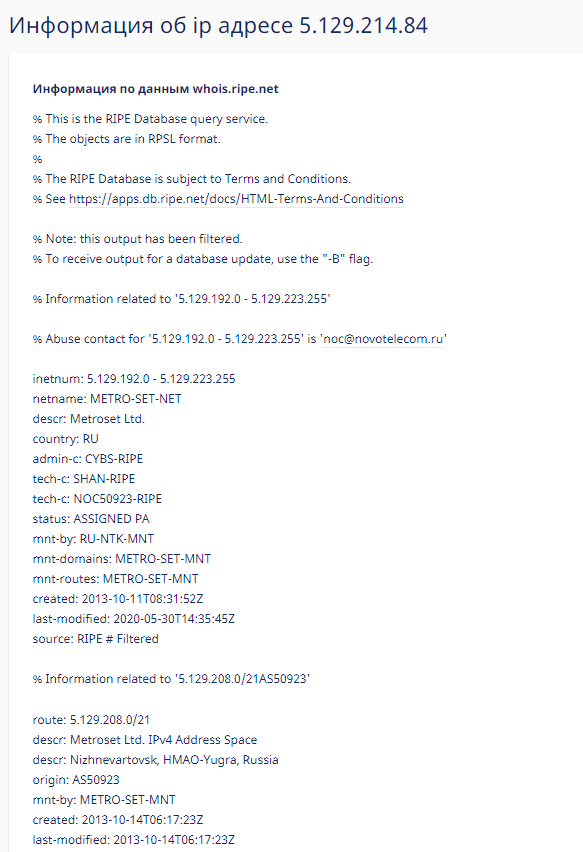 Информация об ip адресе 5.129.214.84
Информация по данным whois.ripe.net
% This is the RIPE Database query service.
% The objects are in RPSL format.
%
% The RIPE Database is subject to Terms and Conditions.
% See https://apps.db.ripe.net/docs/HTML-Terms-And-Conditions
% Note: this output has been filtered.
% To receive output for a database update, use the "-B" flag.
% Information related to '5.129.192.0 - 5.129.223.255'
% Abuse contact for '5.129.192.0 - 5.129.223.255' is 'noc@novotelecom.ru'
inetnum: 5.129.192.0 - 5.129.223.255
netname: METRO-SET-NET
descr: Metroset Ltd.
country: RU
admin-c: CYBS-RIPE
tech-c: SHAN-RIPE
tech-c: NOC50923-RIPE
status: ASSIGNED PA
mnt-by: RU-NTK-MNT
mnt-domains: METRO-SET-MNT
mnt-routes: METRO-SET-MNT
created: 2013-10-11T08:31:52Z
last-modified: 2020-05-30T14:35:45Z
source: RIPE # Filtered
% Information related to '5.129.208.0/21AS50923'
route: 5.129.208.0/21
descr: Metroset Ltd. IPv4 Address Space
descr: Nizhnevartovsk, HMAO-Yugra, Russia
origin: AS50923
mnt-by: METRO-SET-MNT
created: 2013-10-14T06:17:23Z
last-modified: 2013-10-14T06:17:23Z